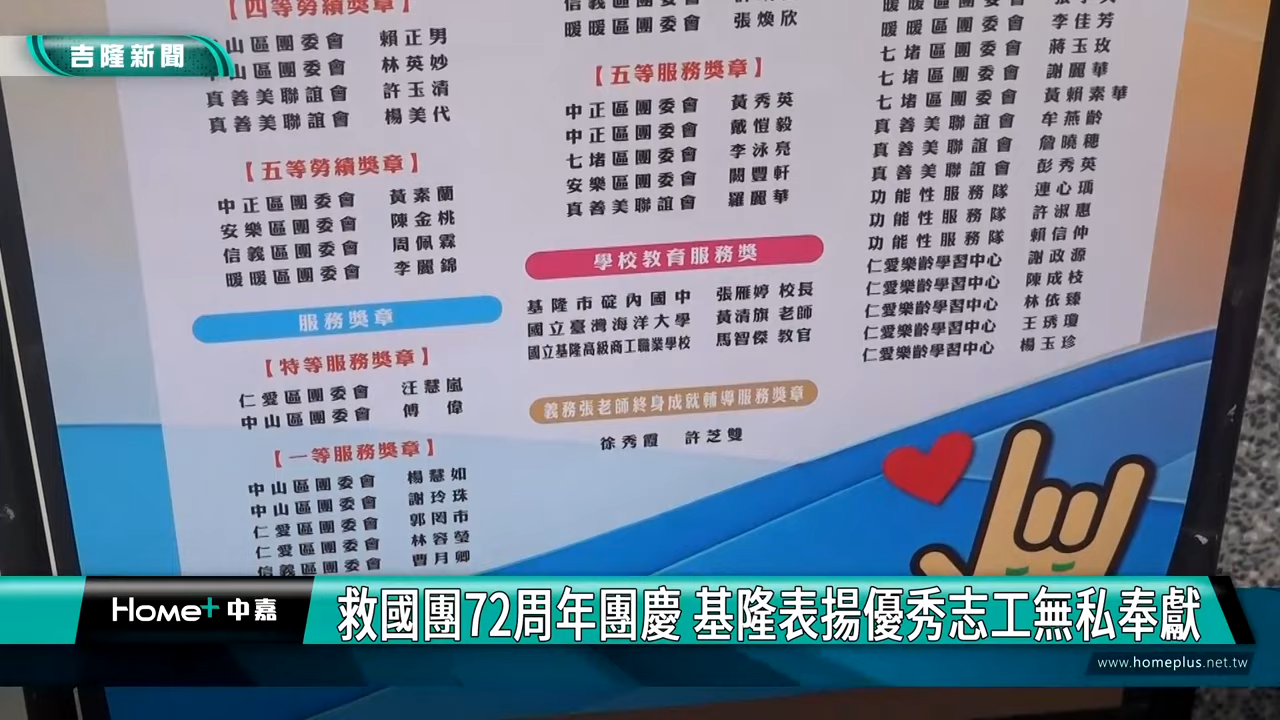 吉隆新聞
【四等勞績獎章】
中山區團委會 賴正男
中山區團委會 林英妙
真善美聯誼會 許玉清
真善美聯誼會 楊美代
【五等勞績獎章】
中正區團委會 黃素蘭
安樂區團委會 陳金桃
信義區團委會 周佩霖
暖暖區團委會 李麗錦
服務獎章
【特等服務獎章】
仁愛區團委會 汪慧嵐
中山區團委會 傅偉
【一等服務獎章】
中山區團委會 楊慧如
中山區團委會 謝玲珠
仁愛區團委會 郭罔市
仁愛區團委會 林容瑩
信義區團委會 曹月卿
信義區團委會
暖暖區團委會 張煥欣
【五等服務獎章】
中正區團委會 黃秀英
中正區團委會 戴愷毅
七堵區團委會 李泳亮
安樂區團委會 闕豐軒
真善美聯誼會 羅麗華
學校教育服務獎
基隆市碇內國中 張雁婷 校長
國立臺灣海洋大學 黃清旗 老師
國立基隆高級商工職業學校 馬智傑 教官
義務張老師終身成就輔導服務獎章
徐秀霞 許芝雙
暖暖區團委會
暖暖區團委會 李佳芳
七堵區團委會 蔣玉玫
七堵區團委會 謝麗華
七堵區團委會 黃賴素華
真善美聯誼會 牟燕齡
真善美聯誼會 詹曉穗
真善美聯誼會 彭秀英
功能性服務隊 連心瑀
功能性服務隊 許淑惠
功能性服務隊 賴信仲
仁愛樂齡學習中心 謝政源
仁愛樂齡學習中心 陳成枝
仁愛樂齡學習中心 林依臻
仁愛樂齡學習中心 王琇瓊
仁愛樂齡學習中心 楊玉珍
Home+中嘉
救國團72周年團慶 基隆表揚優秀志工無私奉獻
www.homeplus.net.tw